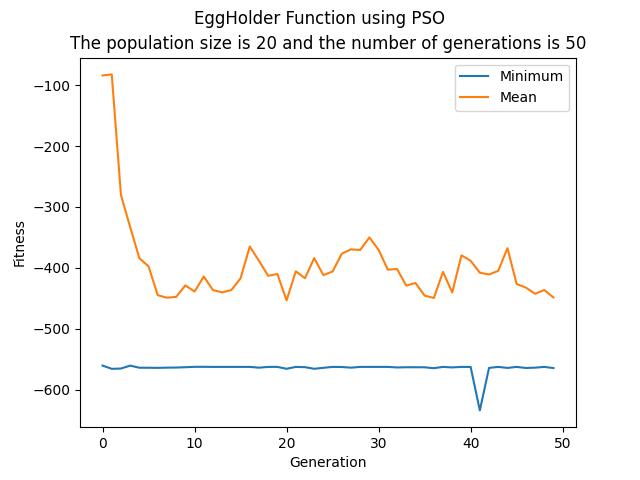 EggHolder Function using PSO
The population size is 20 and the number of generations is 50
Minimum
Mean
Fitness
−100
−200
−300
−400
−500
−600
0 10 20 30 40 50
Generation